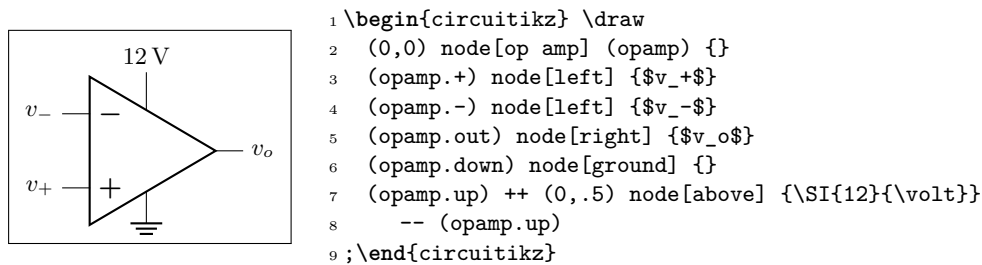 12 V
v₋
−
v₊
+
vₒ
1 \begin{circuitikz} \draw
2 (0,0) node[op amp] (opamp) {}
3 (opamp.+) node[left] {$v_+$}
4 (opamp.-) node[left] {$v_-$}
5 (opamp.out) node[right] {$v_o$}
6 (opamp.down) node[ground] {}
7 (opamp.up) ++ (0,.5) node[above] {\SI{12}{\volt}}
8 -- (opamp.up)
9 ;\end{circuitikz}